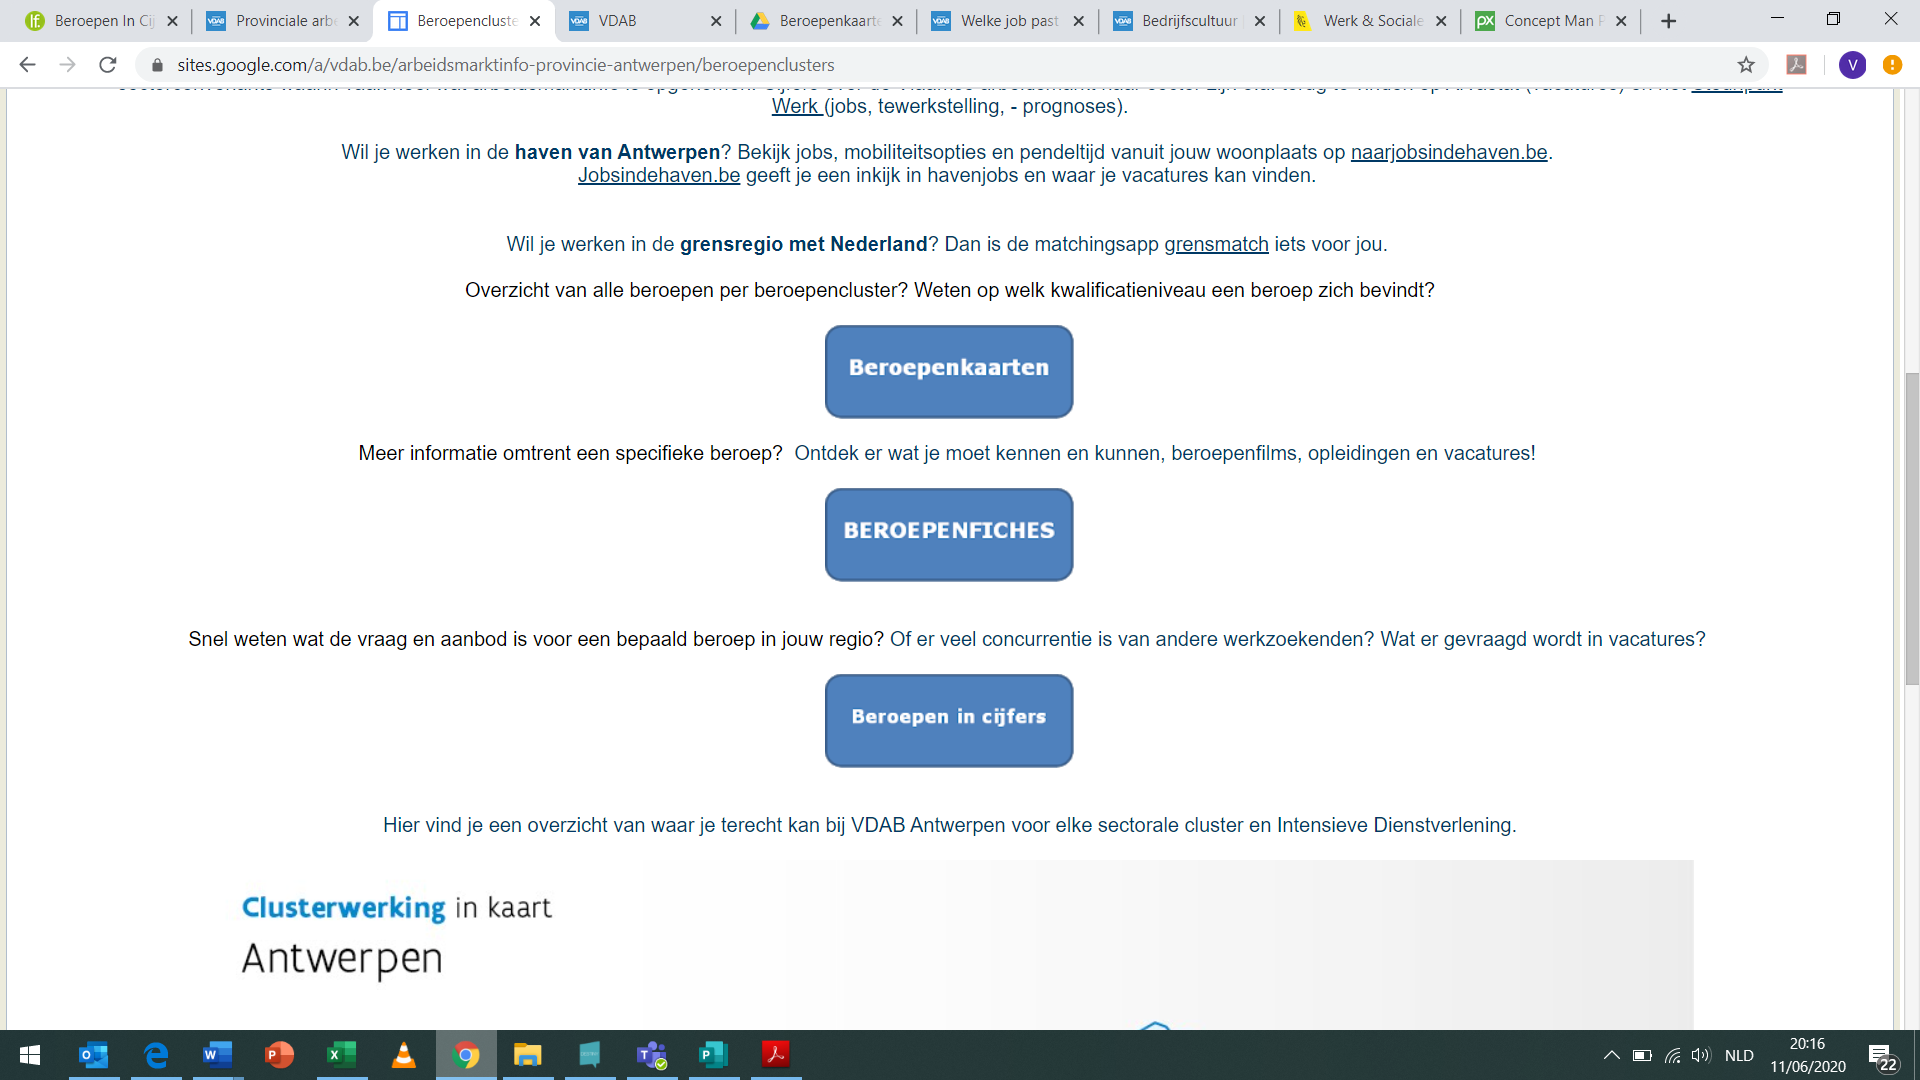 Beroepen In Cij
Provinciale arbe
Beroepencluste
VDAB
Beroepenkaarte
Welke job past
Bedrijfscultuur
Werk & Sociale
Concept Man P
sites.google.com/a/vdab.be/arbeidsmarktinfo-provincie-antwerpen/beroepenclusters
Werk (jobs, tewerkstelling, - prognoses).
Wil je werken in de haven van Antwerpen? Bekijk jobs, mobiliteitsopties en pendeltijd vanuit jouw woonplaats op naarjobsindehaven.be.
Jobsindehaven.be geeft je een inkijk in havenjobs en waar je vacatures kan vinden.
Wil je werken in de grensregio met Nederland? Dan is de matchingsapp grensmatch iets voor jou.
Overzicht van alle beroepen per beroepencluster? Weten op welk kwalificatieniveau een beroep zich bevindt?
Beroepenkaarten
Meer informatie omtrent een specifieke beroep? Ontdek er wat je moet kennen en kunnen, beroepenfilms, opleidingen en vacatures!
BEROEPENFICHES
Snel weten wat de vraag en aanbod is voor een bepaald beroep in jouw regio? Of er veel concurrentie is van andere werkzoekenden? Wat er gevraagd wordt in vacatures?
Beroepen in cijfers
Hier vind je een overzicht van waar je terecht kan bij VDAB Antwerpen voor elke sectorale cluster en Intensieve Dienstverlening.
Clusterwerking in kaart
Antwerpen
NLD
20:16
11/06/2020
22